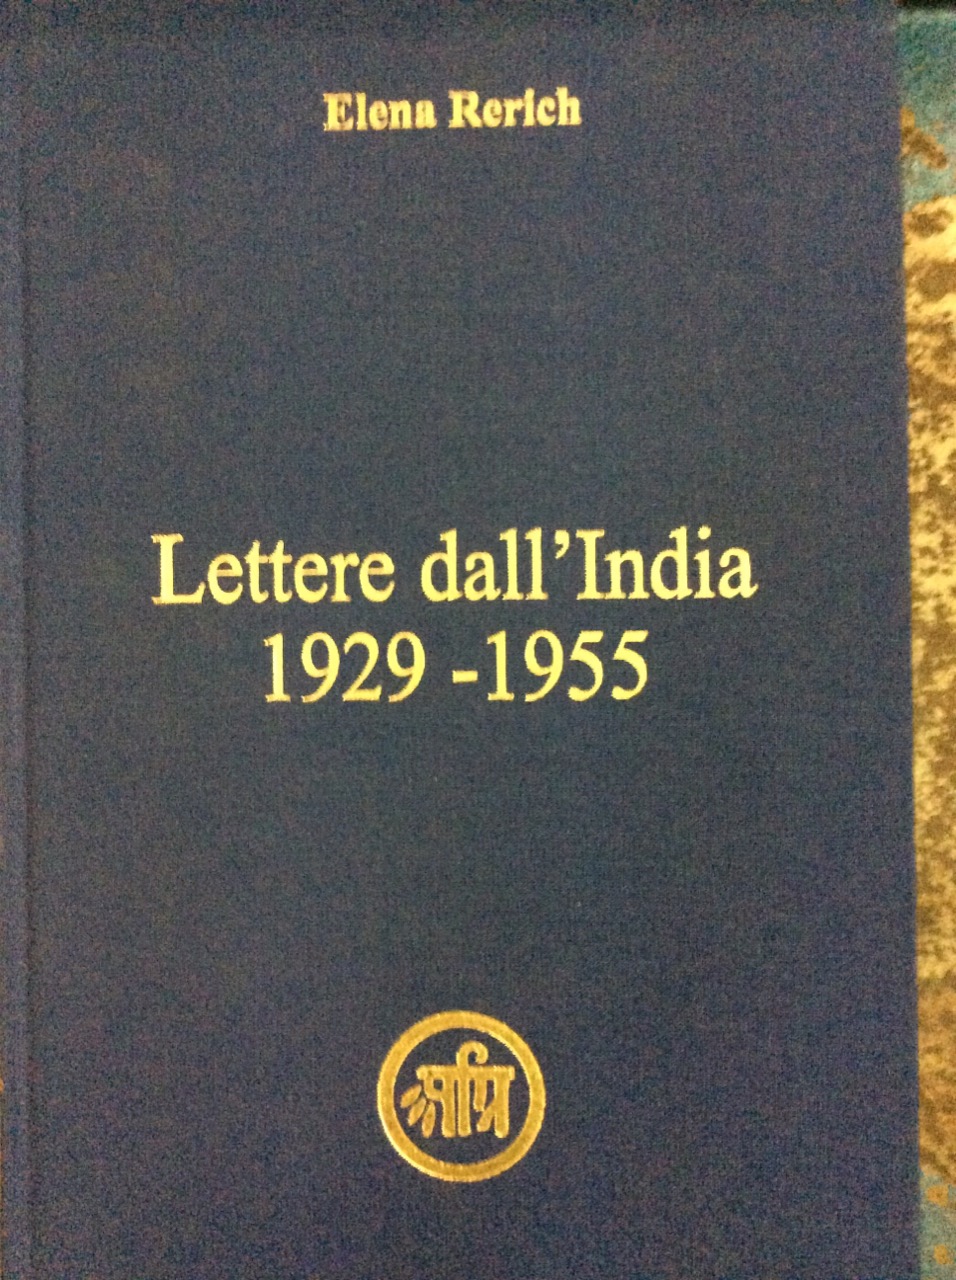 Elena Rerich
Lettere dall’India
1929 -1955